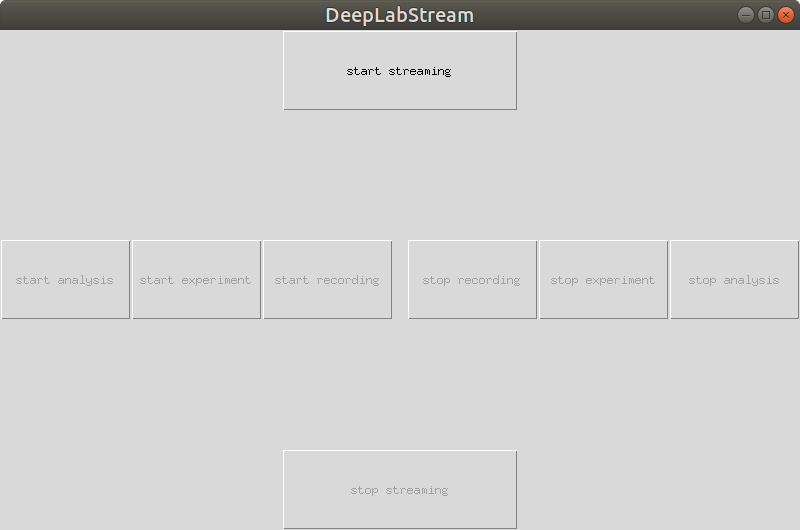 DeepLabStream
start streaming
start analysis start experiment start recording stop recording stop experiment stop analysis
stop streaming